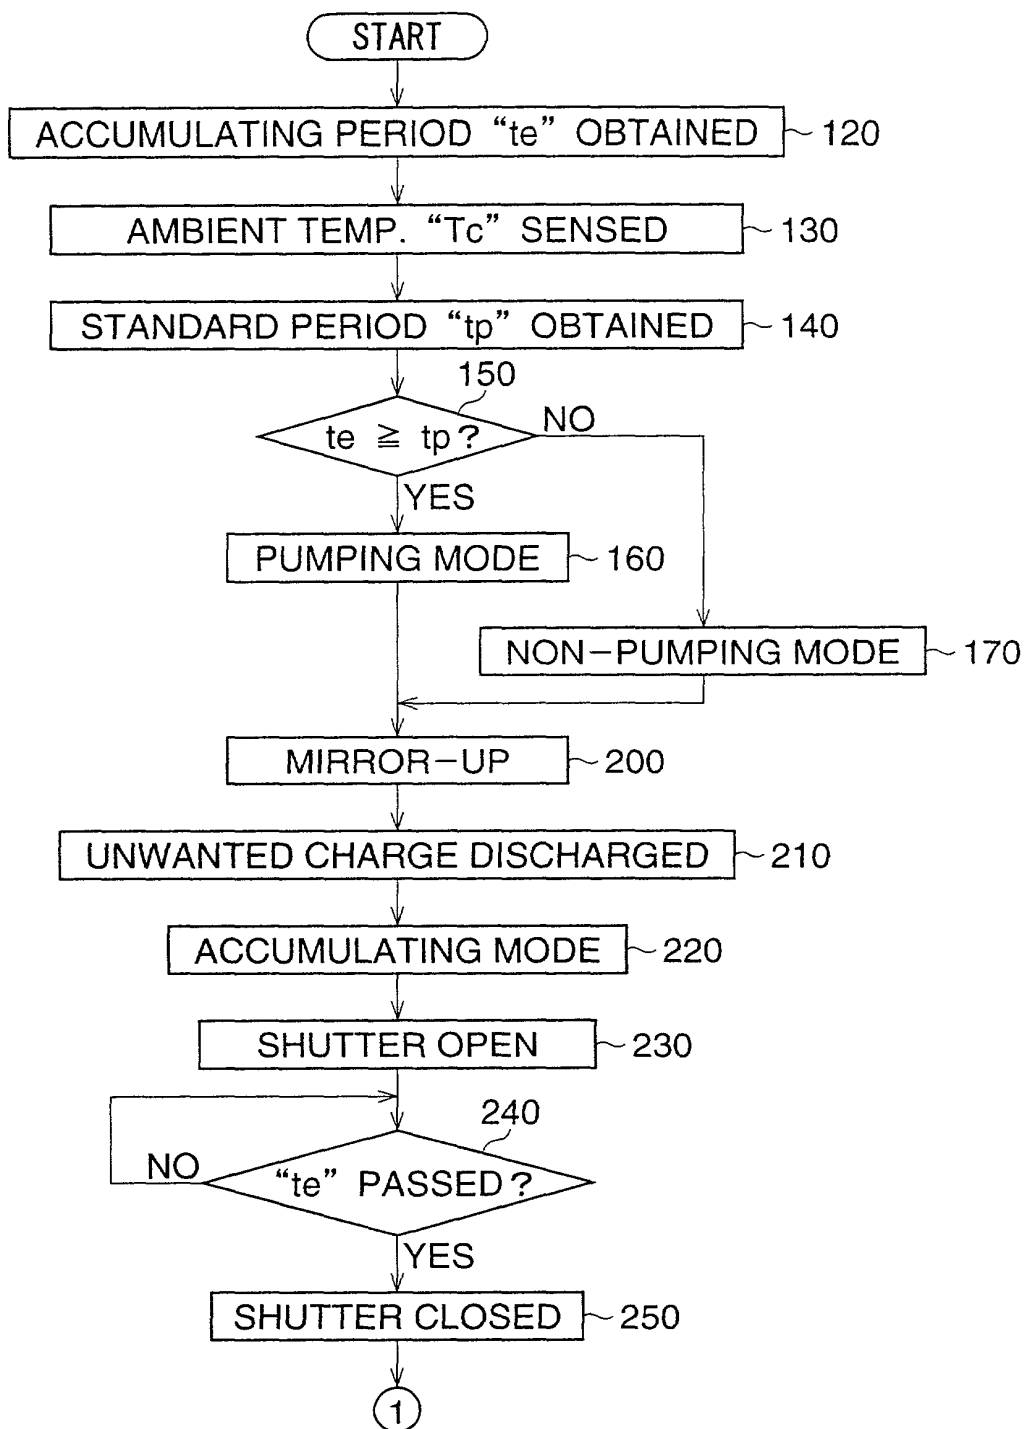 START
ACCUMULATING PERIOD “te” OBTAINED 120
AMBIENT TEMP. “Tc” SENSED 130
STANDARD PERIOD “tp” OBTAINED 140
150
te ≧ tp? NO
YES
PUMPING MODE 160
NON-PUMPING MODE 170
MIRROR-UP 200
UNWANTED CHARGE DISCHARGED 210
ACCUMULATING MODE 220
SHUTTER OPEN 230
240
NO “te” PASSED?
YES
SHUTTER CLOSED 250
1